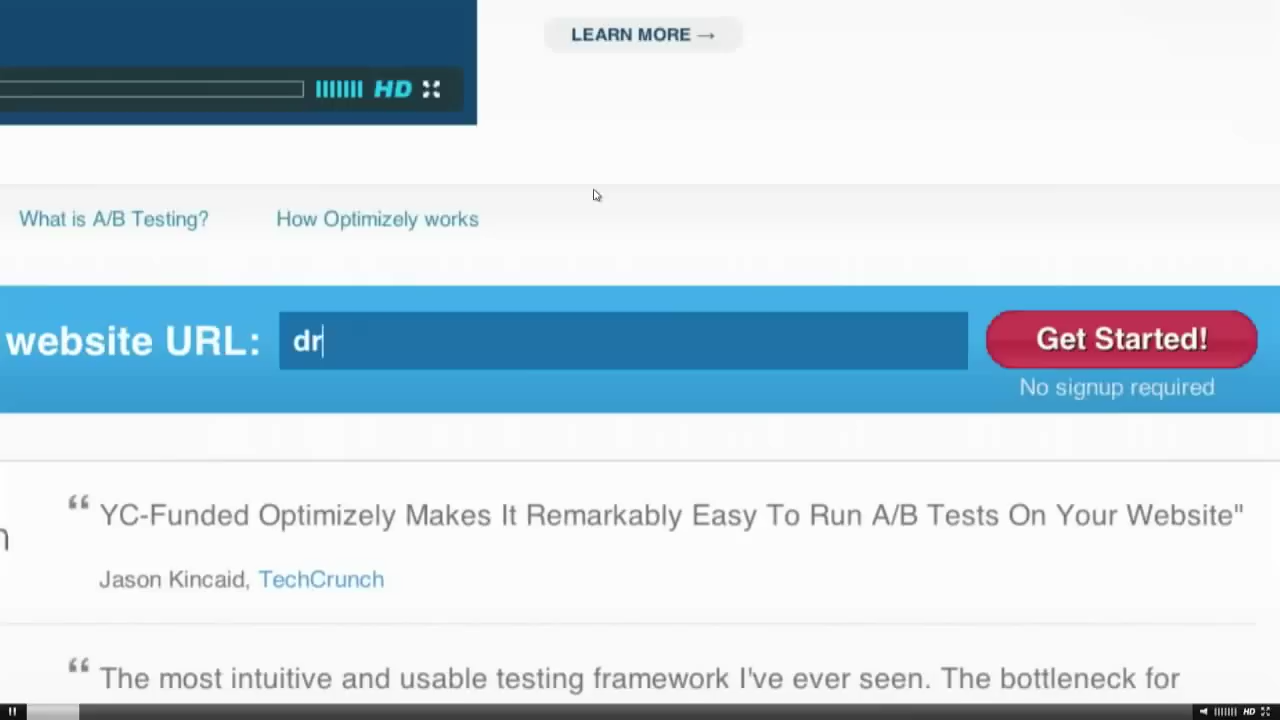 LEARN MORE →
HD
What is A/B Testing?
How Optimizely works
website URL:
dr
Get Started!
No signup required
“ YC-Funded Optimizely Makes It Remarkably Easy To Run A/B Tests On Your Website"
Jason Kincaid, TechCrunch
“ The most intuitive and usable testing framework I've ever seen. The bottleneck for
HD